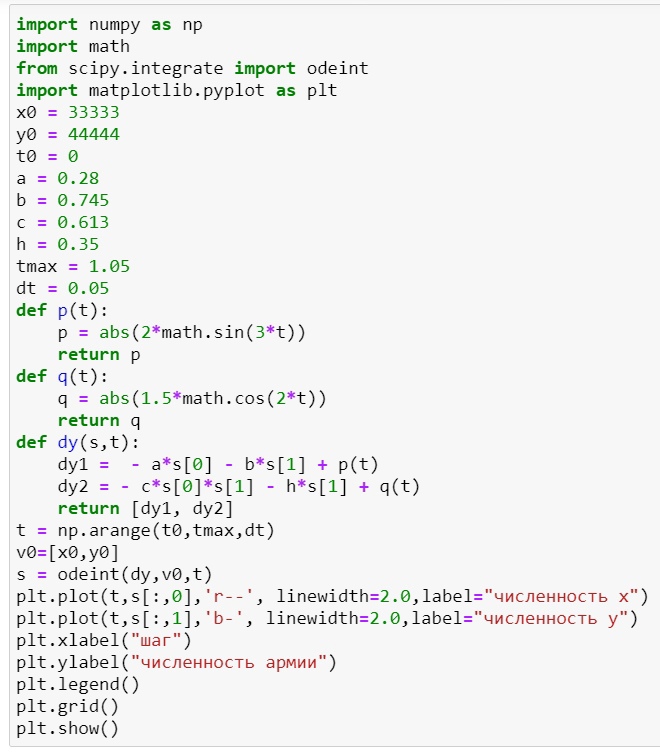 import numpy as np
import math
from scipy.integrate import odeint
import matplotlib.pyplot as plt
x0 = 33333
y0 = 44444
t0 = 0
a = 0.28
b = 0.745
c = 0.613
h = 0.35
tmax = 1.05
dt = 0.05
def p(t):
    p = abs(2*math.sin(3*t))
    return p
def q(t):
    q = abs(1.5*math.cos(2*t))
    return q
def dy(s,t):
    dy1 =  - a*s[0] - b*s[1] + p(t)
    dy2 = - c*s[0]*s[1] - h*s[1] + q(t)
    return [dy1, dy2]
t = np.arange(t0,tmax,dt)
v0=[x0,y0]
s = odeint(dy,v0,t)
plt.plot(t,s[:,0],'r--', linewidth=2.0,label="численность x")
plt.plot(t,s[:,1],'b-', linewidth=2.0,label="численность y")
plt.xlabel("шаг")
plt.ylabel("численность армии")
plt.legend()
plt.grid()
plt.show()